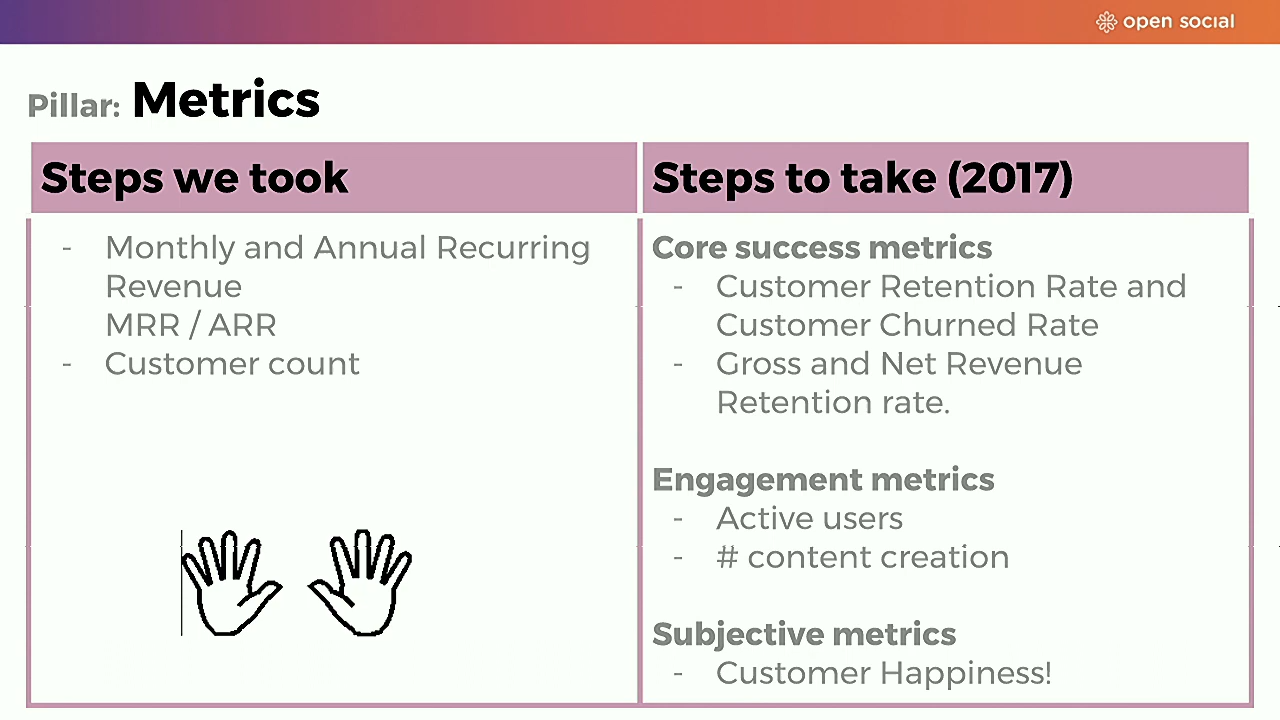 open social
Pillar: Metrics
Steps we took
- Monthly and Annual Recurring
Revenue
MRR / ARR
- Customer count
Steps to take (2017)
Core success metrics
- Customer Retention Rate and
Customer Churned Rate
- Gross and Net Revenue
Retention rate.
Engagement metrics
- Active users
- # content creation
Subjective metrics
- Customer Happiness!